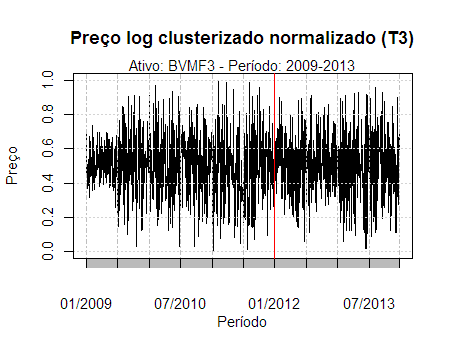 Preço log clusterizado normalizado (T3)
Ativo: BVMF3 - Período: 2009-2013
Preço
1.0
0.8
0.6
0.4
0.2
0.0
01/2009 07/2010 01/2012 07/2013
Período